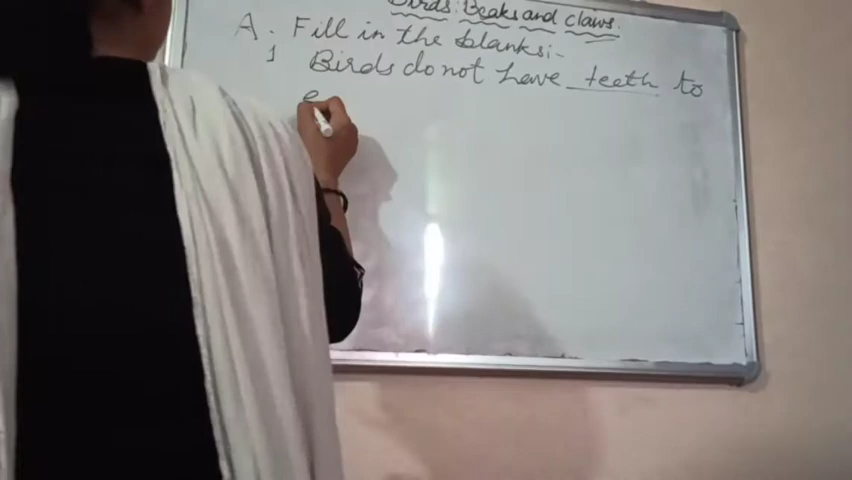 Birds: Beaks and claws.
A. Fill in the blanks:-
1 Birds do not have teeth to
e